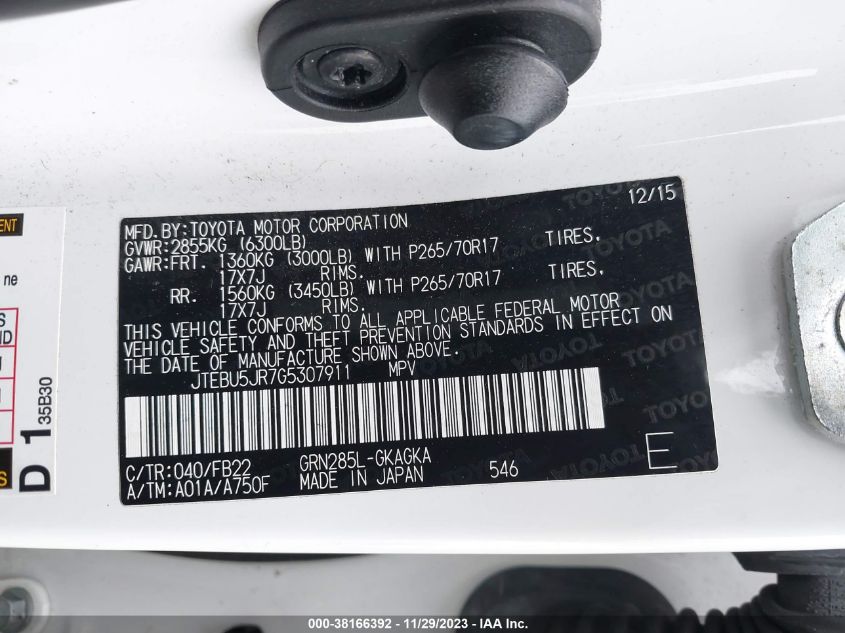 12/15
MFD.BY:TOYOTA MOTOR CORPORATION
GVWR:2855KG (6300LB)
GAWR:FRT. 1360KG (3000LB) WITH P265/70R17 TIRES,
17X7J RIMS.
RR. 1560KG (3450LB) WITH P265/70R17 TIRES,
17X7J RIMS.
THIS VEHICLE CONFORMS TO ALL APPLICABLE FEDERAL MOTOR
VEHICLE SAFETY AND THEFT PREVENTION STANDARDS IN EFFECT ON
THE DATE OF MANUFACTURE SHOWN ABOVE.
JTEBU5JR7G5307911 MPV
C/TR:040/FB22 GRN285L-GKAGKA
A/TM:A01A/A750F MADE IN JAPAN 546 E
ne
D 1 35B30
000-38166392 - 11/29/2023 - IAA Inc.